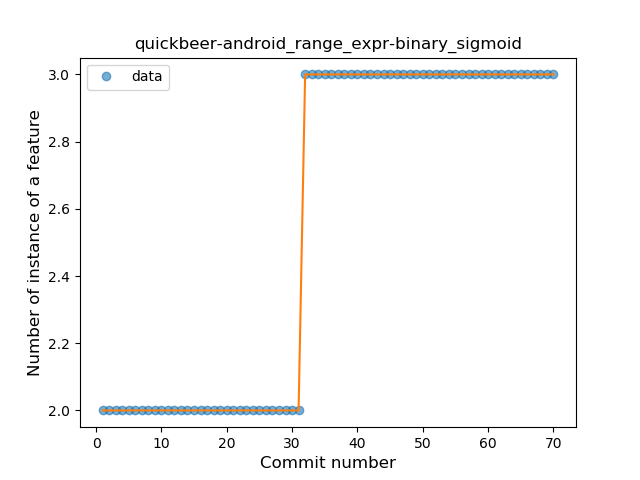 quickbeer-android_range_expr-binary_sigmoid
data
3.0
2.8
2.6
2.4
2.2
2.0
Number of instance of a feature
0 10 20 30 40 50 60 70
Commit number